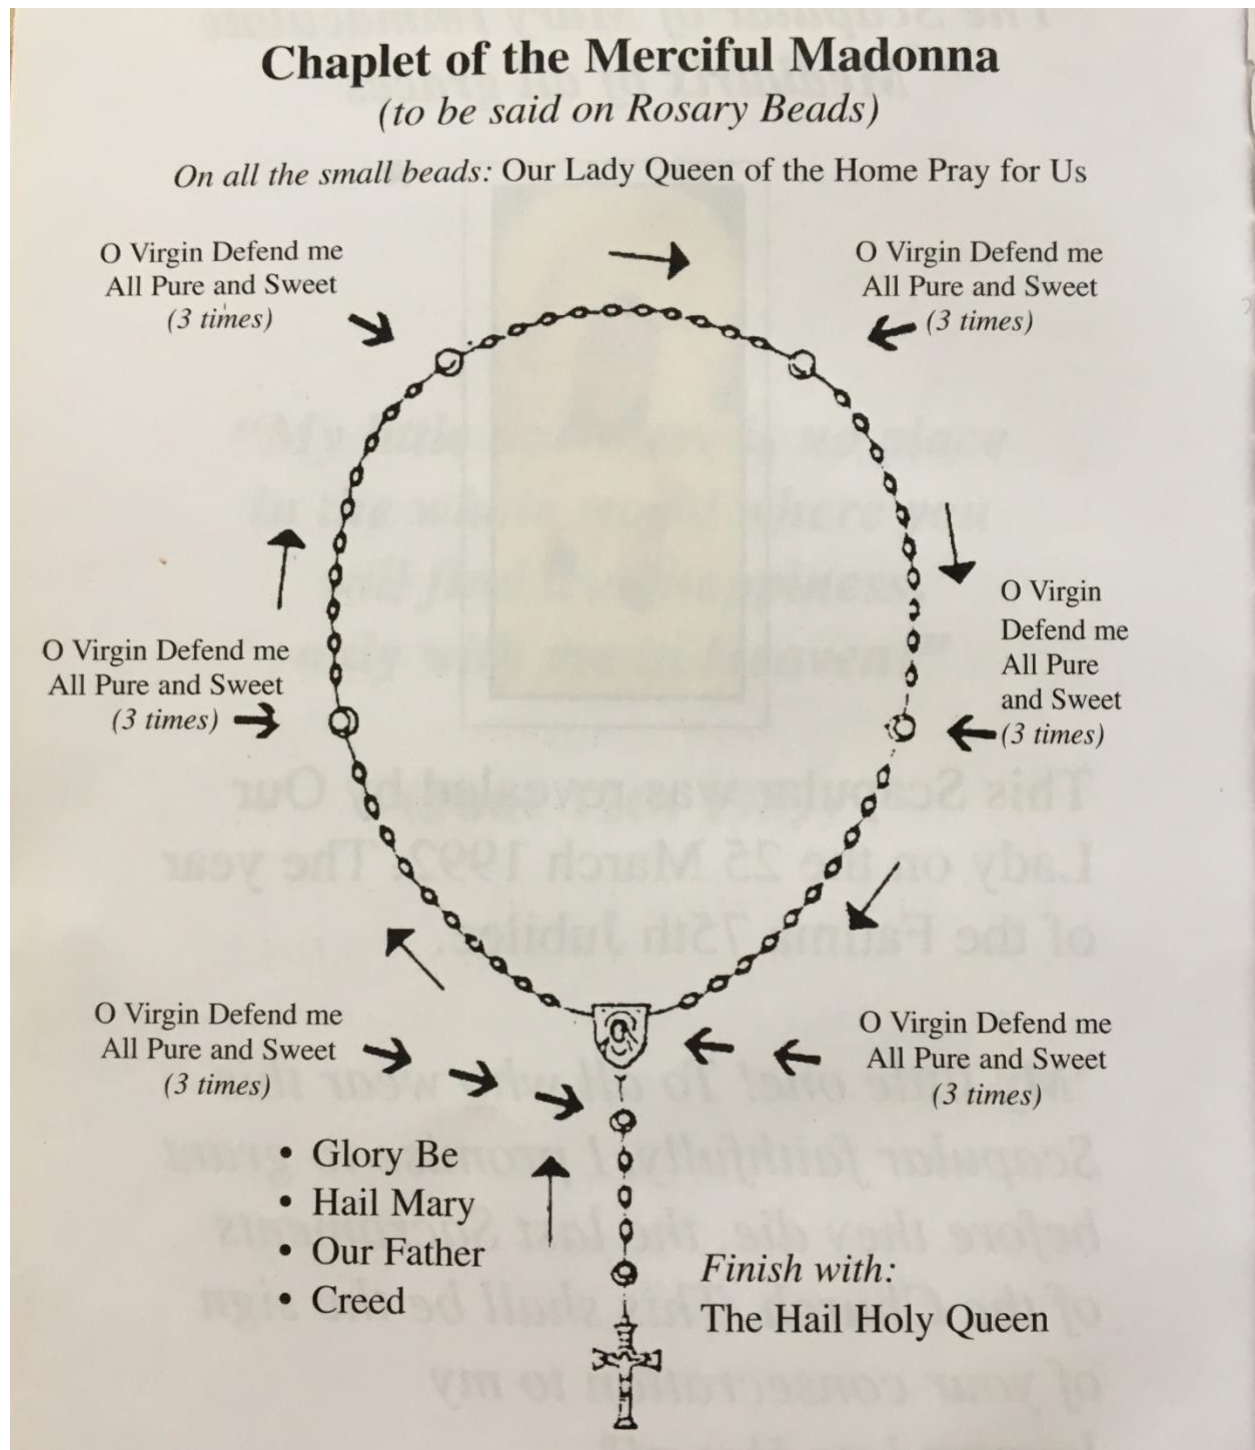 Chaplet of the Merciful Madonna
(to be said on Rosary Beads)
On all the small beads: Our Lady Queen of the Home Pray for Us
O Virgin Defend me
All Pure and Sweet
(3 times)
O Virgin Defend me
All Pure and Sweet
(3 times)
O Virgin Defend me
All Pure and Sweet
(3 times)
O Virgin
Defend me
All Pure
and Sweet
(3 times)
O Virgin Defend me
All Pure and Sweet
(3 times)
O Virgin Defend me
All Pure and Sweet
(3 times)
• Glory Be
• Hail Mary
• Our Father
• Creed
Finish with:
The Hail Holy Queen